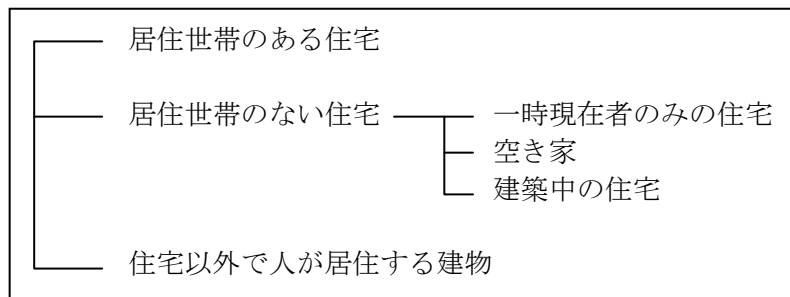 居住世帯のある住宅
居住世帯のない住宅
一時現在者のみの住宅
空き家
建築中の住宅
住宅以外で人が居住する建物